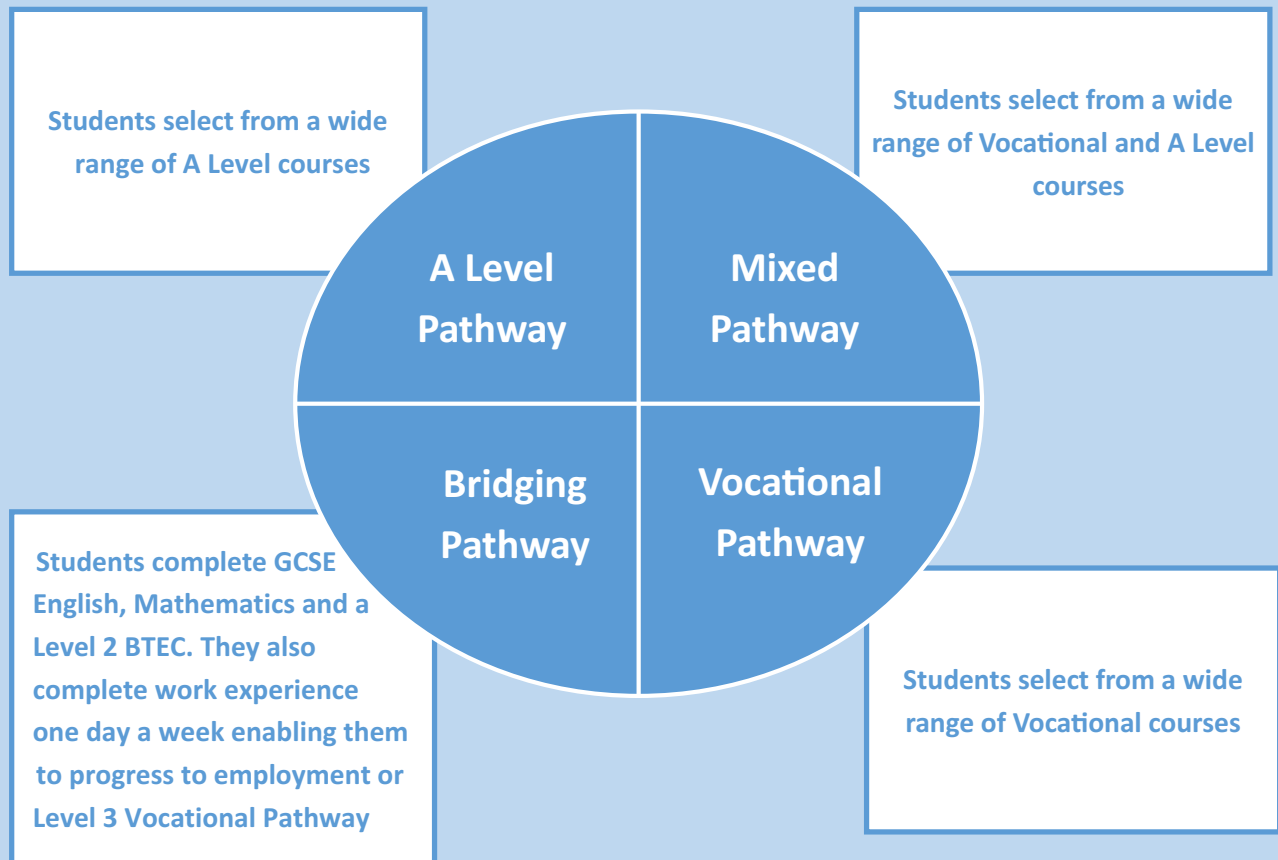 Students select from a wide
range of A Level courses
Students select from a wide
range of Vocational and A Level
courses
A Level
Pathway
Mixed
Pathway
Bridging
Pathway
Vocational
Pathway
Students complete GCSE
English, Mathematics and a
Level 2 BTEC. They also
complete work experience
one day a week enabling them
to progress to employment or
Level 3 Vocational Pathway
Students select from a wide
range of Vocational courses